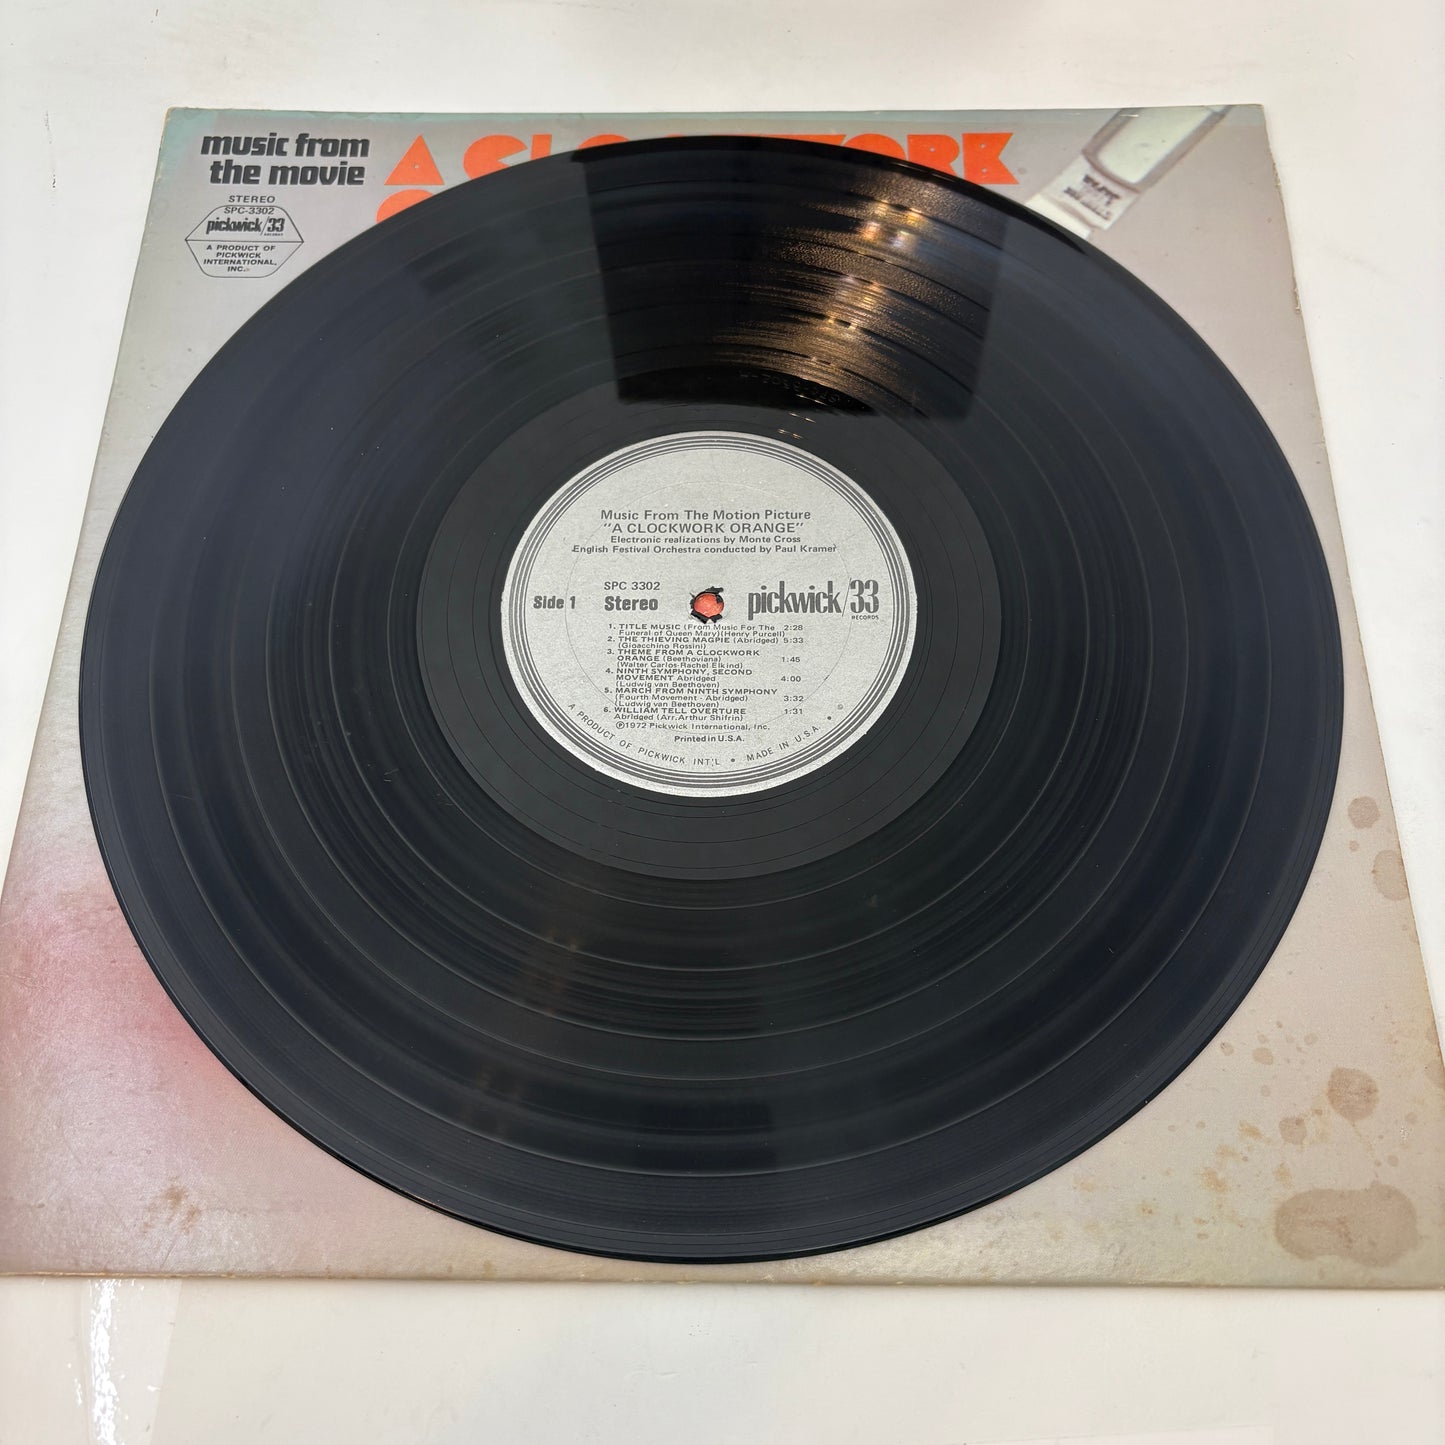 music from
the movie
A CLOCKWORK
STEREO
SPC-3302
pickwick/33
RECORDS
A PRODUCT OF
PICKWICK
INTERNATIONAL,
INC.
Music From The Motion Picture
"A CLOCKWORK ORANGE"
Electronic realizations by Monte Cross
English Festival Orchestra conducted by Paul Kramer
SPC 3302
Side 1 Stereo pickwick/33
RECORDS
1. TITLE MUSIC (From Music For The 2:28
Funeral of Queen Mary)(Henry Purcell)
2. THE THIEVING MAGPIE (Abridged) 5:33
(Gioacchino Rossini)
3. THEME FROM A CLOCKWORK
ORANGE (Beethoviana) 1:45
(Walter Carlos-Rachel Elkind)
4. NINTH SYMPHONY, SECOND
MOVEMENT Abridged 4:00
(Ludwig van Beethoven)
5. MARCH FROM NINTH SYMPHONY
(Fourth Movement - Abridged) 3:32
(Ludwig van Beethoven)
6. WILLIAM TELL OVERTURE 1:31
Abridged (Arr. Arthur Shifrin)
℗1972 Pickwick International, Inc.
Printed in U.S.A.
A PRODUCT OF PICKWICK INT'L • MADE IN U.S.A. • ©